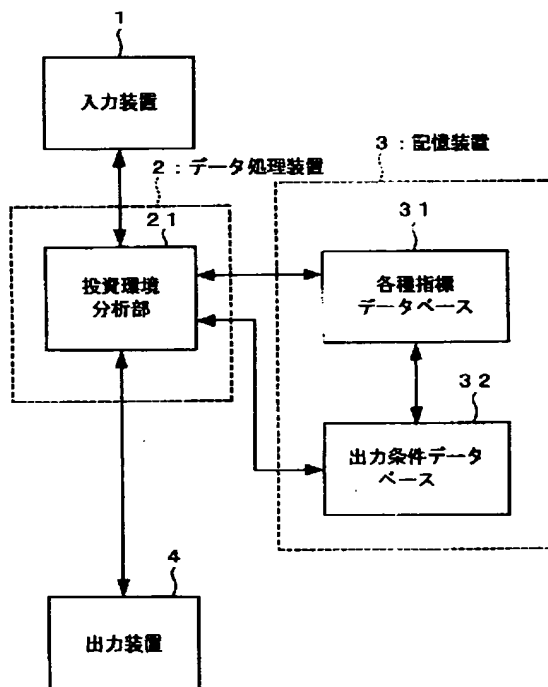 1
入力装置
2：データ処理装置
3：記憶装置
21
投資環境
分析部
31
各種指標
データベース
32
出力条件データ
ベース
4
出力装置